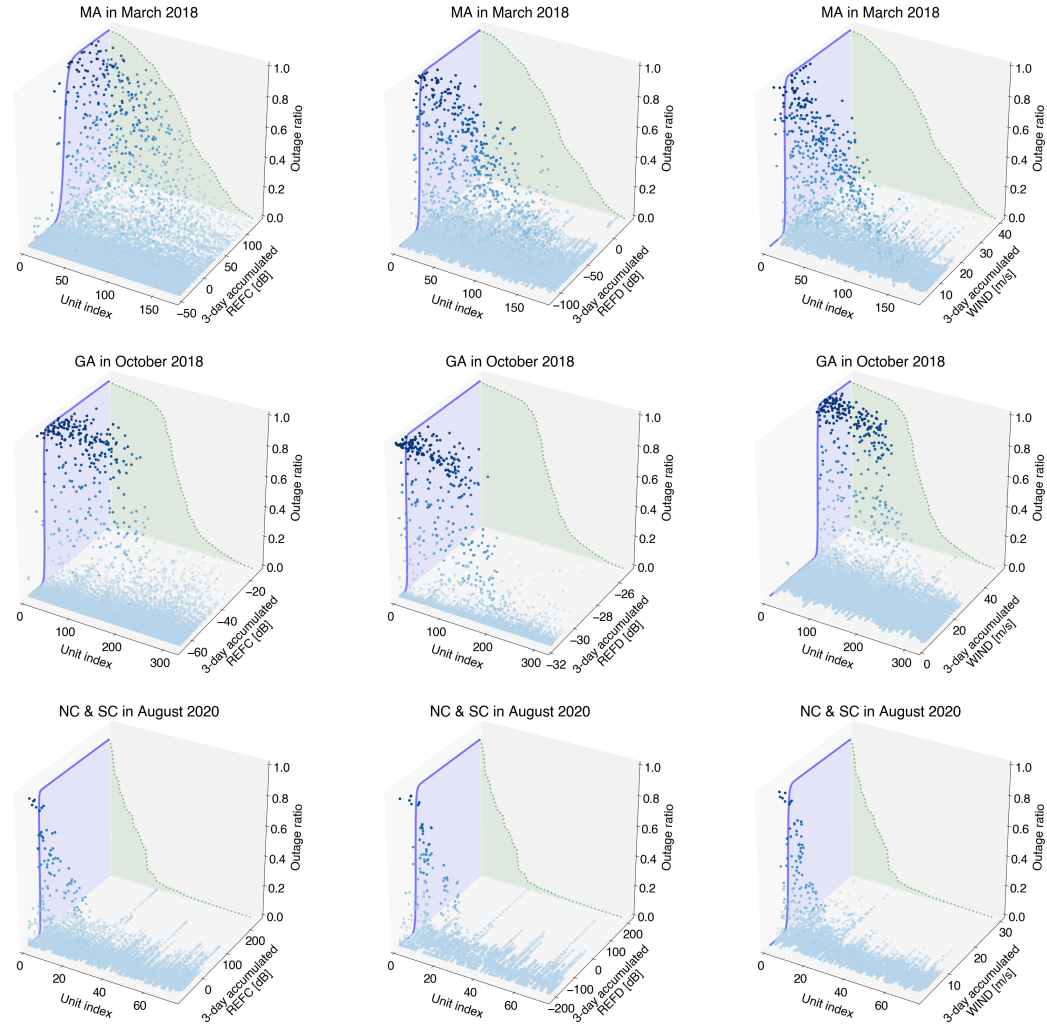 MA in March 2018
1.0
0.8
0.6
0.4
0.2
0.0
Outage ratio
0
50
100
150
Unit index
−50
0
50
100
3-day accumulated
REFC [dB]
MA in March 2018
1.0
0.8
0.6
0.4
0.2
0.0
Outage ratio
0
50
100
150
Unit index
−100
−50
0
3-day accumulated
REFD [dB]
MA in March 2018
1.0
0.8
0.6
0.4
0.2
0.0
Outage ratio
0
50
100
150
Unit index
10
20
30
40
3-day accumulated
WIND [m/s]
GA in October 2018
1.0
0.8
0.6
0.4
0.2
0.0
Outage ratio
0
100
200
300
Unit index
−60
−40
−20
3-day accumulated
REFC [dB]
GA in October 2018
1.0
0.8
0.6
0.4
0.2
0.0
Outage ratio
0
100
200
300
Unit index
−32
−30
−28
−26
3-day accumulated
REFD [dB]
GA in October 2018
1.0
0.8
0.6
0.4
0.2
0.0
Outage ratio
0
100
200
300
Unit index
0
20
40
3-day accumulated
WIND [m/s]
NC & SC in August 2020
1.0
0.8
0.6
0.4
0.2
0.0
Outage ratio
0
20
40
60
Unit index
0
100
200
3-day accumulated
REFC [dB]
NC & SC in August 2020
1.0
0.8
0.6
0.4
0.2
0.0
Outage ratio
0
20
40
60
Unit index
−200
−100
0
100
200
3-day accumulated
REFD [dB]
NC & SC in August 2020
1.0
0.8
0.6
0.4
0.2
0.0
Outage ratio
0
20
40
60
Unit index
10
20
30
3-day accumulated
WIND [m/s]